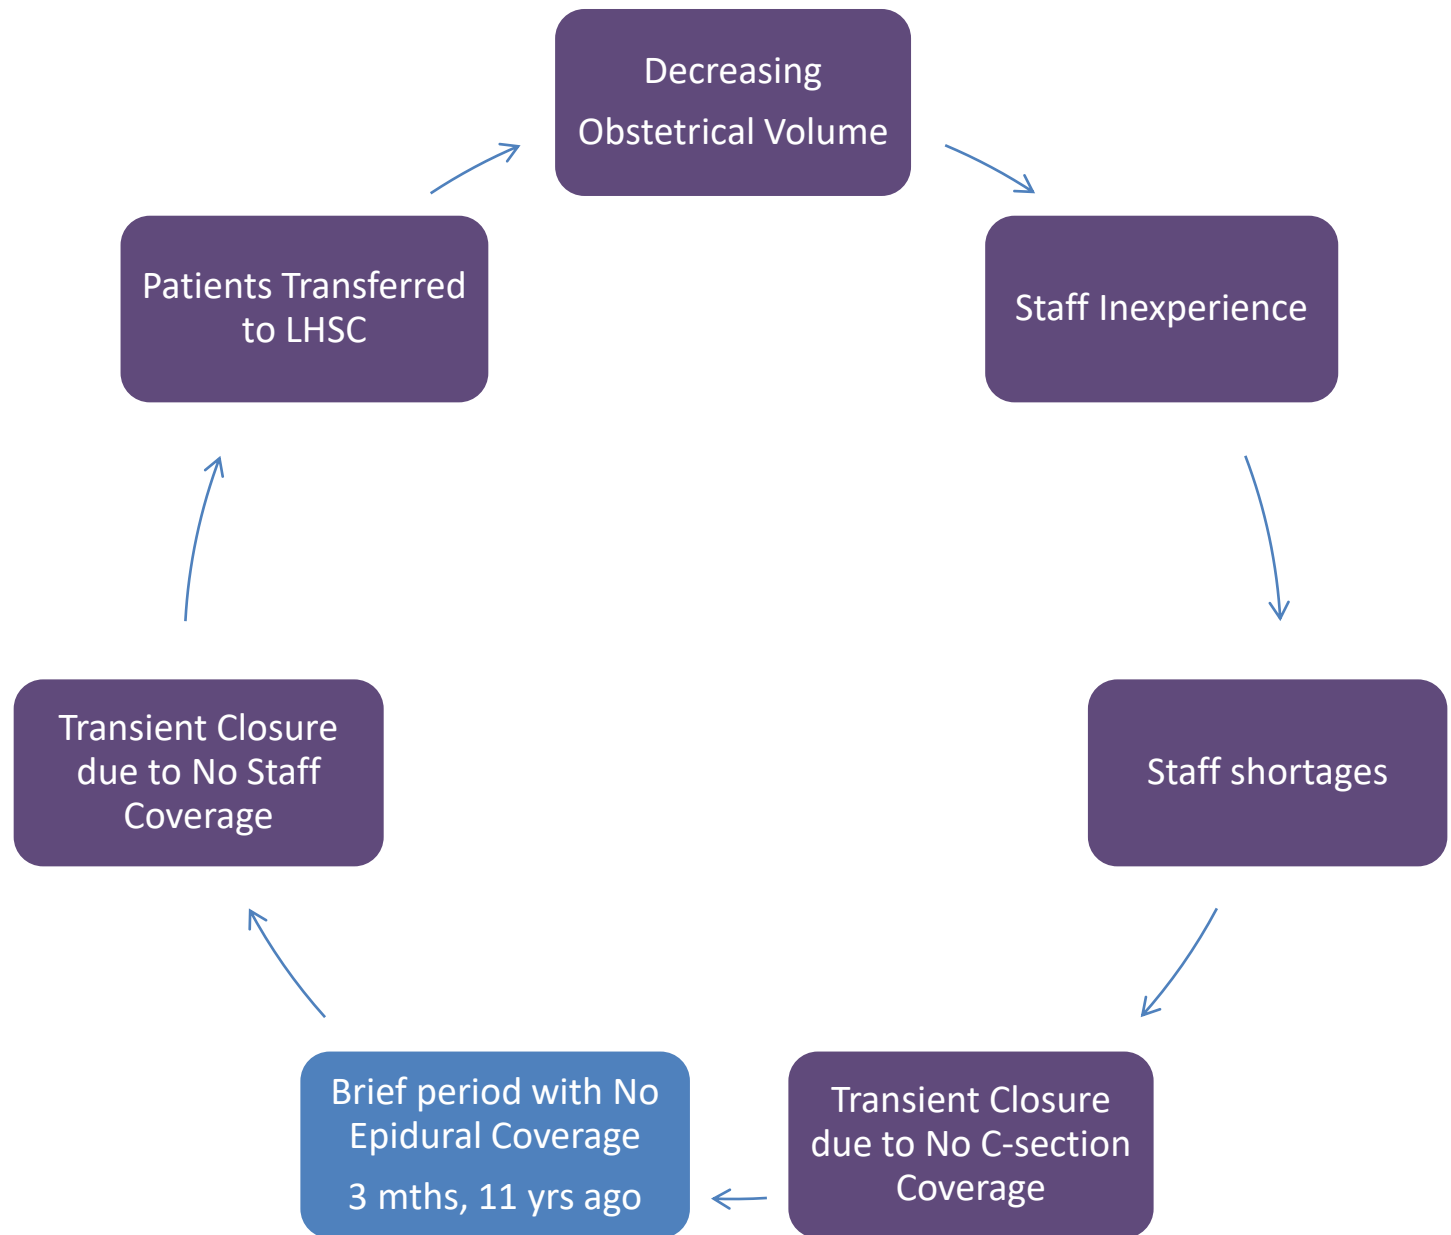 Decreasing
Obstetrical Volume
Staff Inexperience
Staff shortages
Transient Closure
due to No C-section
Coverage
Brief period with No
Epidural Coverage
3 mths, 11 yrs ago
Transient Closure
due to No Staff
Coverage
Patients Transferred
to LHSC